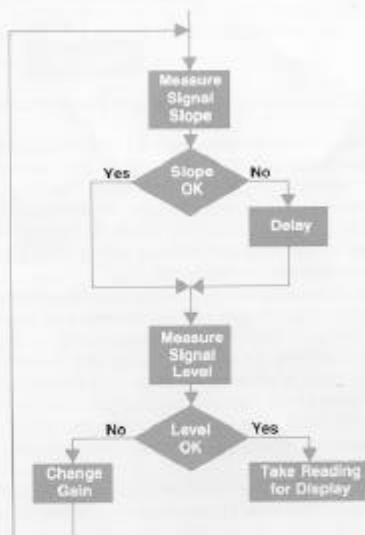 Measure
Signal
Slope
Yes
Slope
OK
No
Delay
Measure
Signal
Level
No
Level
OK
Yes
Change
Gain
Take Reading
for Display